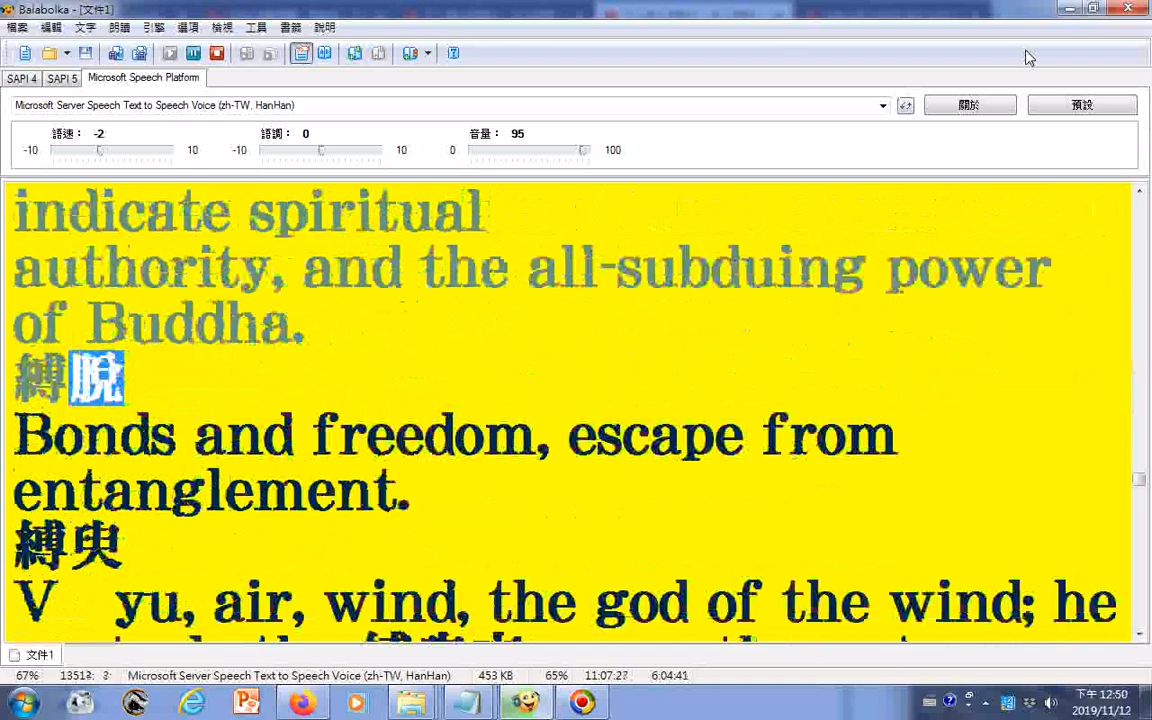 Balabolka - [文件1]
檔案 編輯 文字 朗讀 引擎 選項 檢視 工具 書籤 說明
SAPI 4 SAPI 5 Microsoft Speech Platform
Microsoft Server Speech Text to Speech Voice (zh-TW, HanHan)
關於 預設
語速： -2 語調： 0 音量： 95
-10 10 -10 10 0 100
indicate spiritual
authority, and the all-subduing power
of Buddha.
縛脫
Bonds and freedom, escape from
entanglement.
縛臾
V yu, air, wind, the god of the wind; he
文件1
67% Microsoft Server Speech Text to Speech Voice (zh-TW, HanHan) 453 KB 65% 6:04:41
下午 12:50
2019/11/12